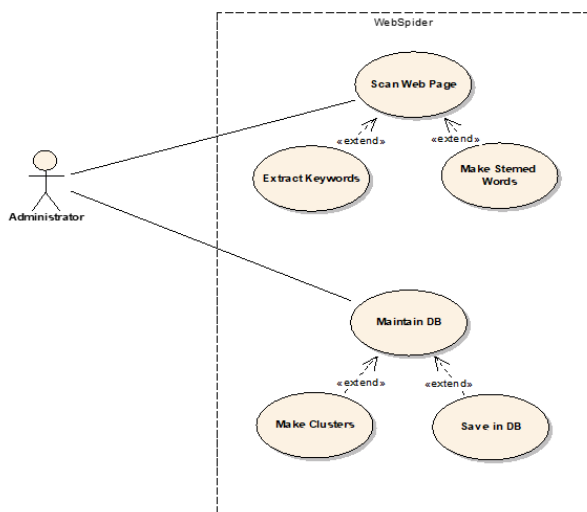 WebSpider
Scan Web Page
«extend»
«extend»
Extract Keywords
Make Stemed
Words
Administrator
Maintain DB
«extend»
«extend»
Make Clusters
Save in DB